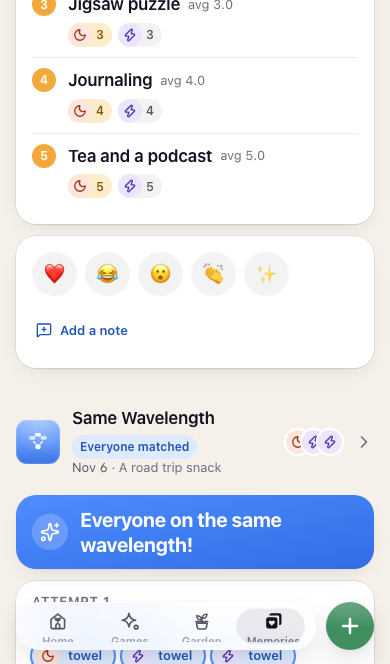 3 Jigsaw puzzle avg 3.0
3 3
4 Journaling avg 4.0
4 4
5 Tea and a podcast avg 5.0
5 5
Add a note
Same Wavelength
Everyone matched
Nov 6 · A road trip snack
Everyone on the same
wavelength!
ATTEMPT 1
Home Games Garden Memories
towel towel towel